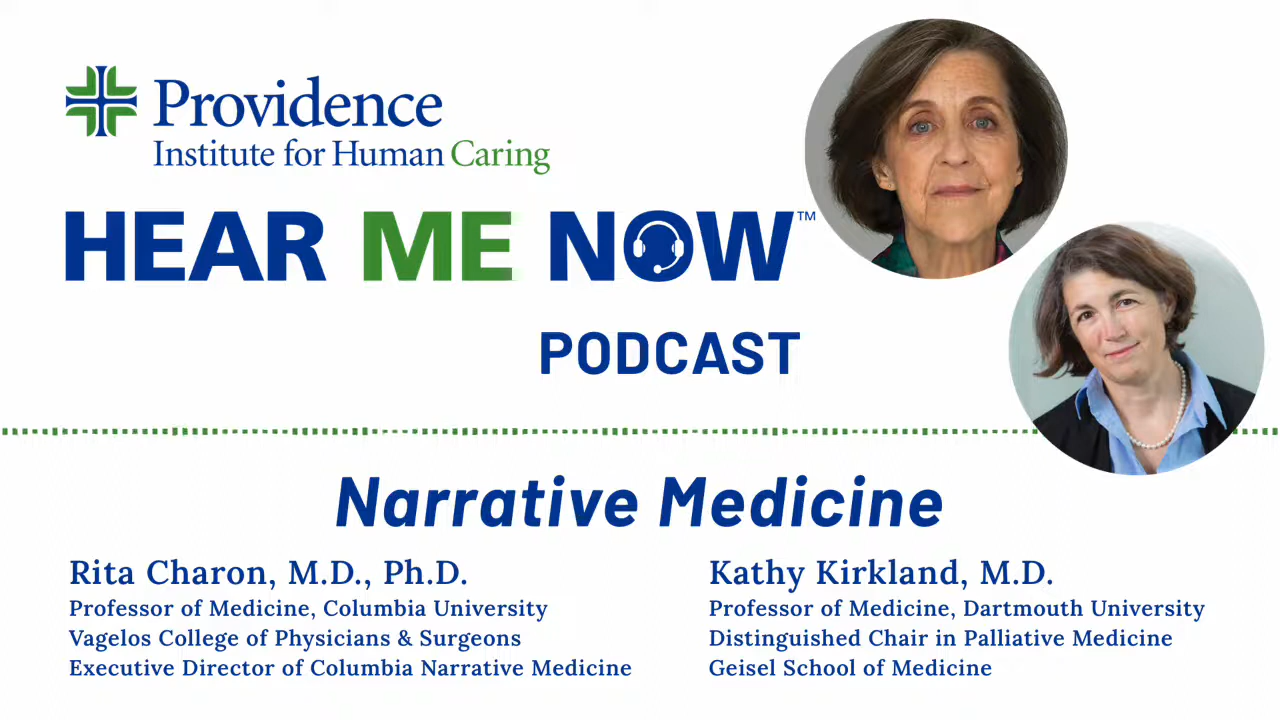 Providence
Institute for Human Caring
HEAR ME NOW™
PODCAST
Narrative Medicine
Rita Charon, M.D., Ph.D.
Professor of Medicine, Columbia University
Vagelos College of Physicians & Surgeons
Executive Director of Columbia Narrative Medicine
Kathy Kirkland, M.D.
Professor of Medicine, Dartmouth University
Distinguished Chair in Palliative Medicine
Geisel School of Medicine